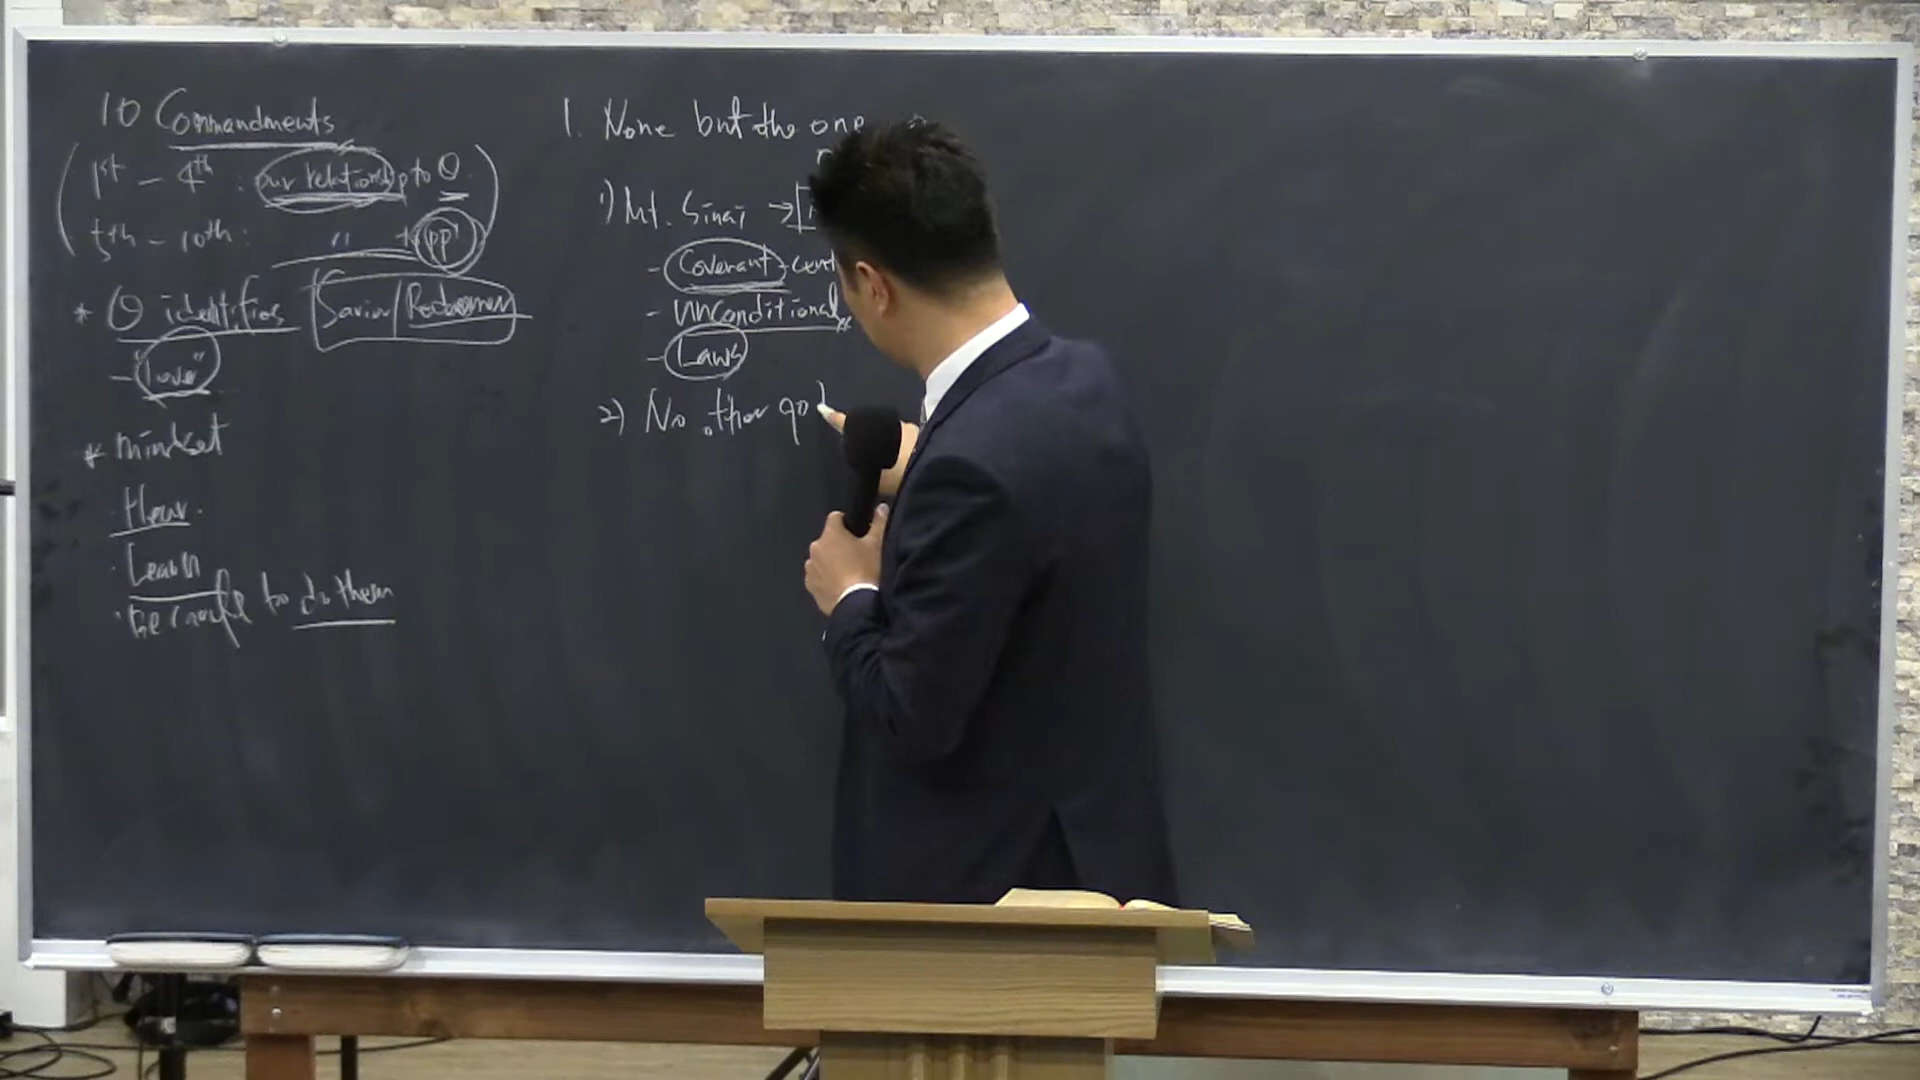 10 Commandments
1st - 4th : our relationship to Θ
5th - 10th : " to ppl
* Θ identifies Savior/Redeemer
- "love"
* mindset
· Hear.
· Learn
· Be careful to do them
1. None but the one
1) Mt. Sinai →
- Covenant - cent
- unconditional
- Laws
2) No other god